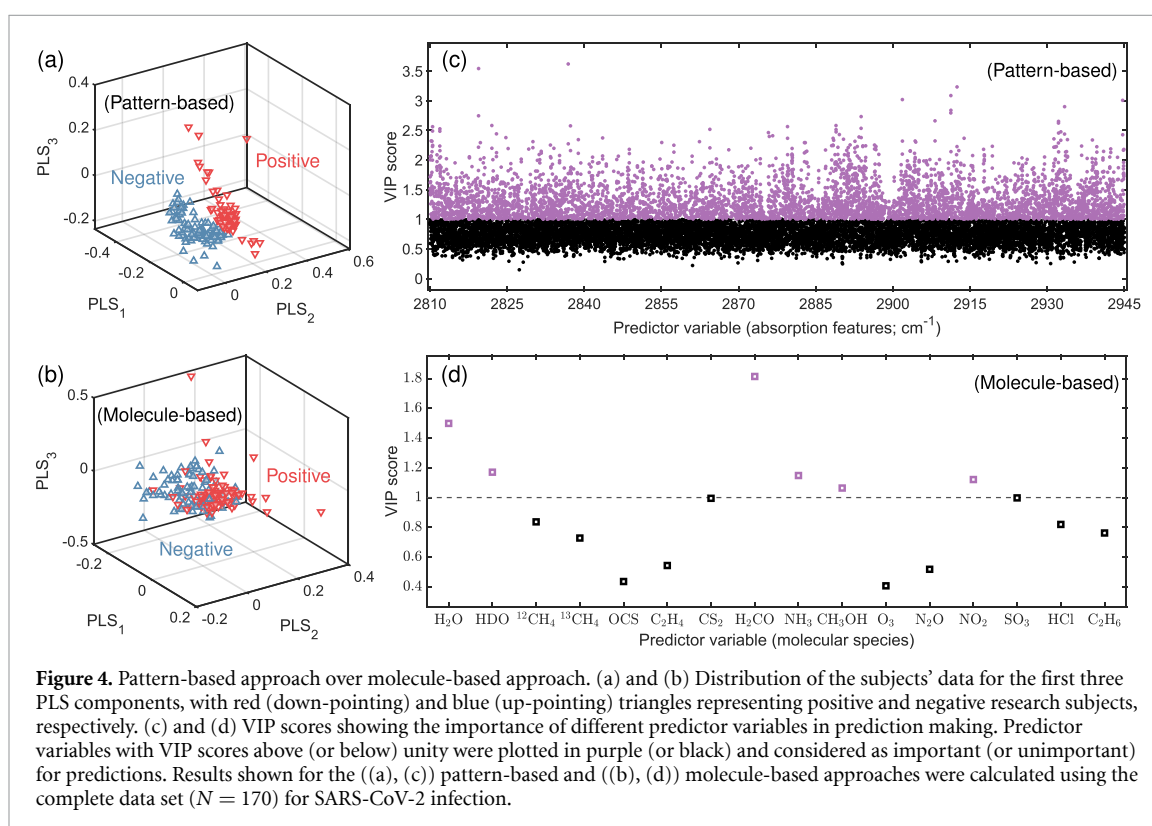 (a)
(Pattern-based)
Negative
Positive
PLS3
0.4
0.2
0
-0.2
-0.4
-0.2
0
PLS1
0
0.2
0.4
0.6
PLS2
(c)
(Pattern-based)
VIP score
3.5
3
2.5
2
1.5
1
0.5
0
2810 2825 2840 2855 2870 2885 2900 2915 2933 2945
Predictor variable (absorption features; cm-1)
(b)
(Molecule-based)
Positive
Negative
PLS3
0.5
0
-0.5
-0.2
0
0.2
PLS1
-0.2
0
0.2
0.4
PLS2
(d)
(Molecule-based)
VIP score
1.8
1.6
1.4
1.2
1
0.8
0.6
0.4
H2O HDO 12CH4 13CH4 OCS C2H4 CS2 H2CO NH3 CH3OH O3 N2O NO2 SO3 HCl C2H6
Predictor variable (molecular species)
Figure 4. Pattern-based approach over molecule-based approach. (a) and (b) Distribution of the subjects' data for the first three
PLS components, with red (down-pointing) and blue (up-pointing) triangles representing positive and negative research subjects,
respectively. (c) and (d) VIP scores showing the importance of different predictor variables in prediction making. Predictor
variables with VIP scores above (or below) unity were plotted in purple (or black) and considered as important (or unimportant)
for predictions. Results shown for the ((a), (c)) pattern-based and ((b), (d)) molecule-based approaches were calculated using the
complete data set (N = 170) for SARS-CoV-2 infection.